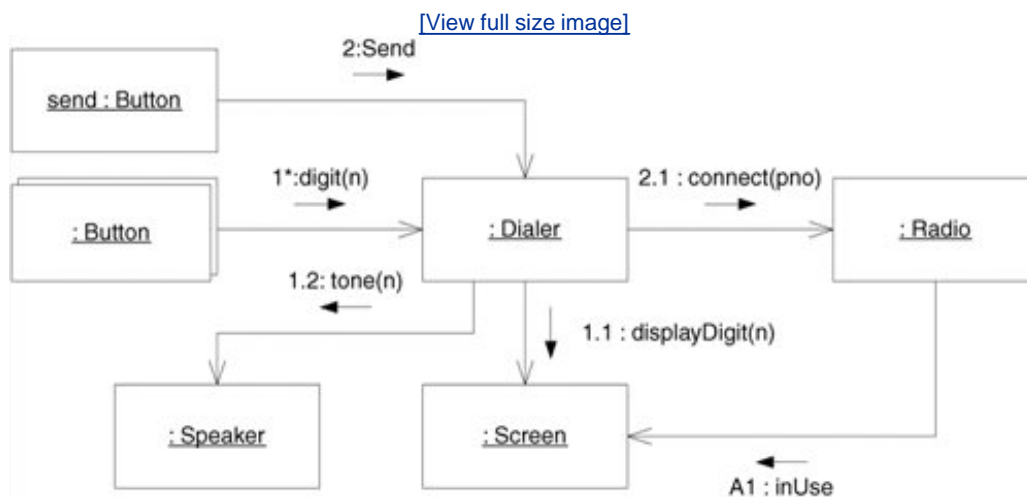 [View full size image]
2:Send
send : Button
1*:digit(n)
2.1 : connect(pno)
: Button
: Dialer
: Radio
1.2: tone(n)
1.1 : displayDigit(n)
: Speaker
: Screen
A1 : inUse